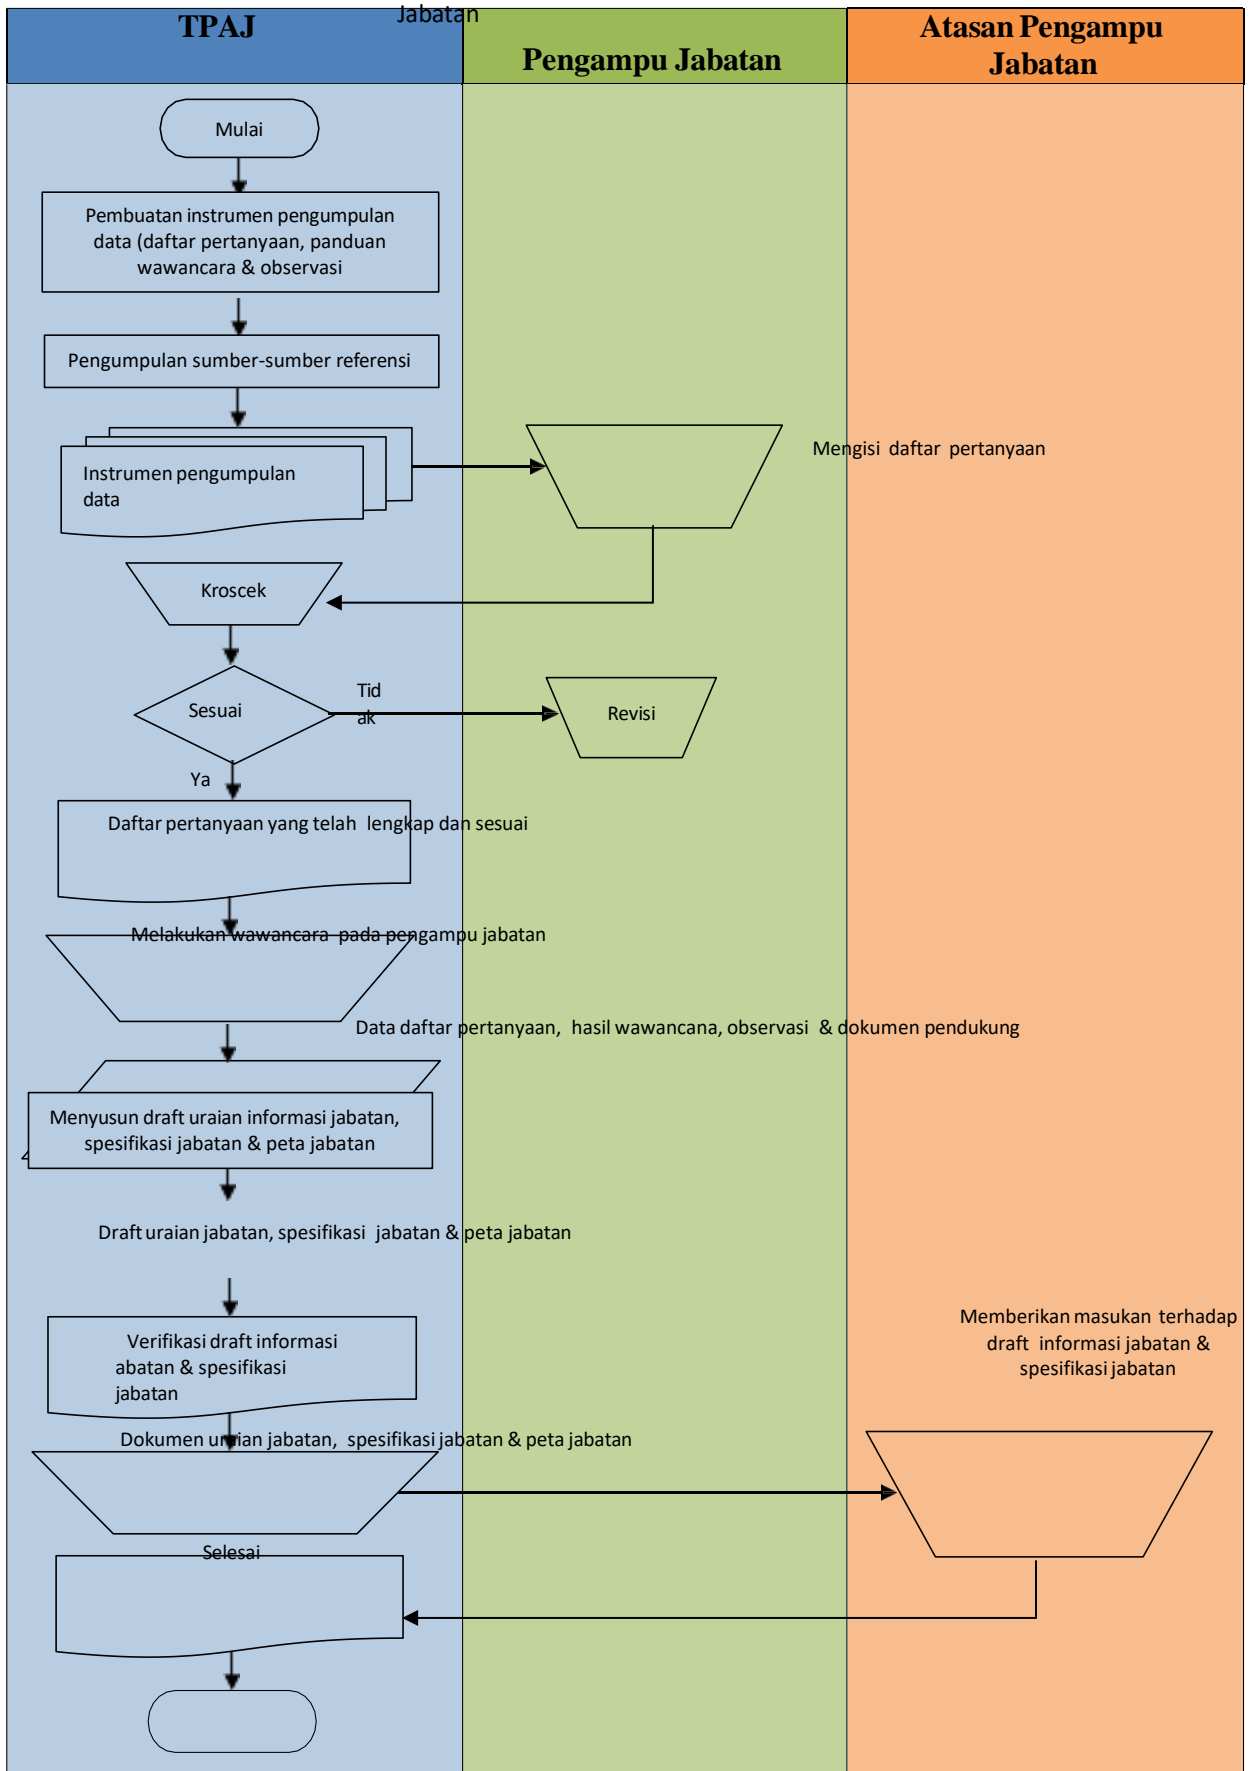 Jabatan
TPAJ
Pengampu Jabatan
Atasan Pengampu
Jabatan
Mulai
Pembuatan instrumen pengumpulan
data (daftar pertanyaan, panduan
wawancara & observasi
Pengumpulan sumber-sumber referensi
Instrumen pengumpulan
data
Mengisi daftar pertanyaan
Kroscek
Sesuai
Tid
ak
Revisi
Ya
Daftar pertanyaan yang telah lengkap dan sesuai
Melakukan wawancara pada pengampu jabatan
Data daftar pertanyaan, hasil wawancana, observasi & dokumen pendukung
Menyusun draft uraian informasi jabatan,
spesifikasi jabatan & peta jabatan
Draft uraian jabatan, spesifikasi jabatan & peta jabatan
Memberikan masukan terhadap
draft informasi jabatan &
spesifikasi jabatan
Verifikasi draft informasi
abatan & spesifikasi
jabatan
Dokumen uraian jabatan, spesifikasi jabatan & peta jabatan
Selesai